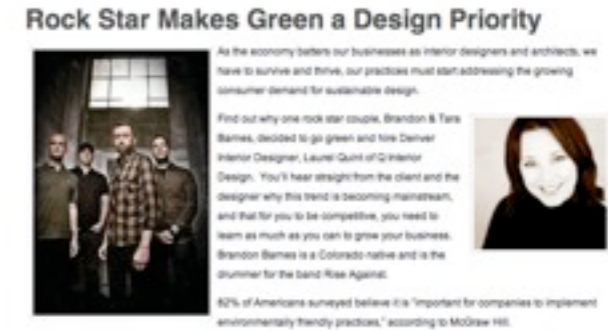 Rock Star Makes Green a Design Priority
As the economy batters our businesses as interior designers and architects, we
have to survive and thrive, our practices must start addressing the growing
consumer demand for sustainable design.
Find out why one rock star couple, Brandon & Tara
Barnes, decided to go green and hire Denver
Interior Designer, Laurel Quint of Q Interior
Design. You'll hear straight from the client and the
designer why this trend is becoming mainstream,
and that for you to be competitive, you need to
learn as much as you can to grow your business.
Brandon Barnes is a Colorado native and is the
drummer for the band Rise Against.
82% of Americans surveyed believe it is "important for companies to implement
environmentally friendly practices," according to McGraw Hill.